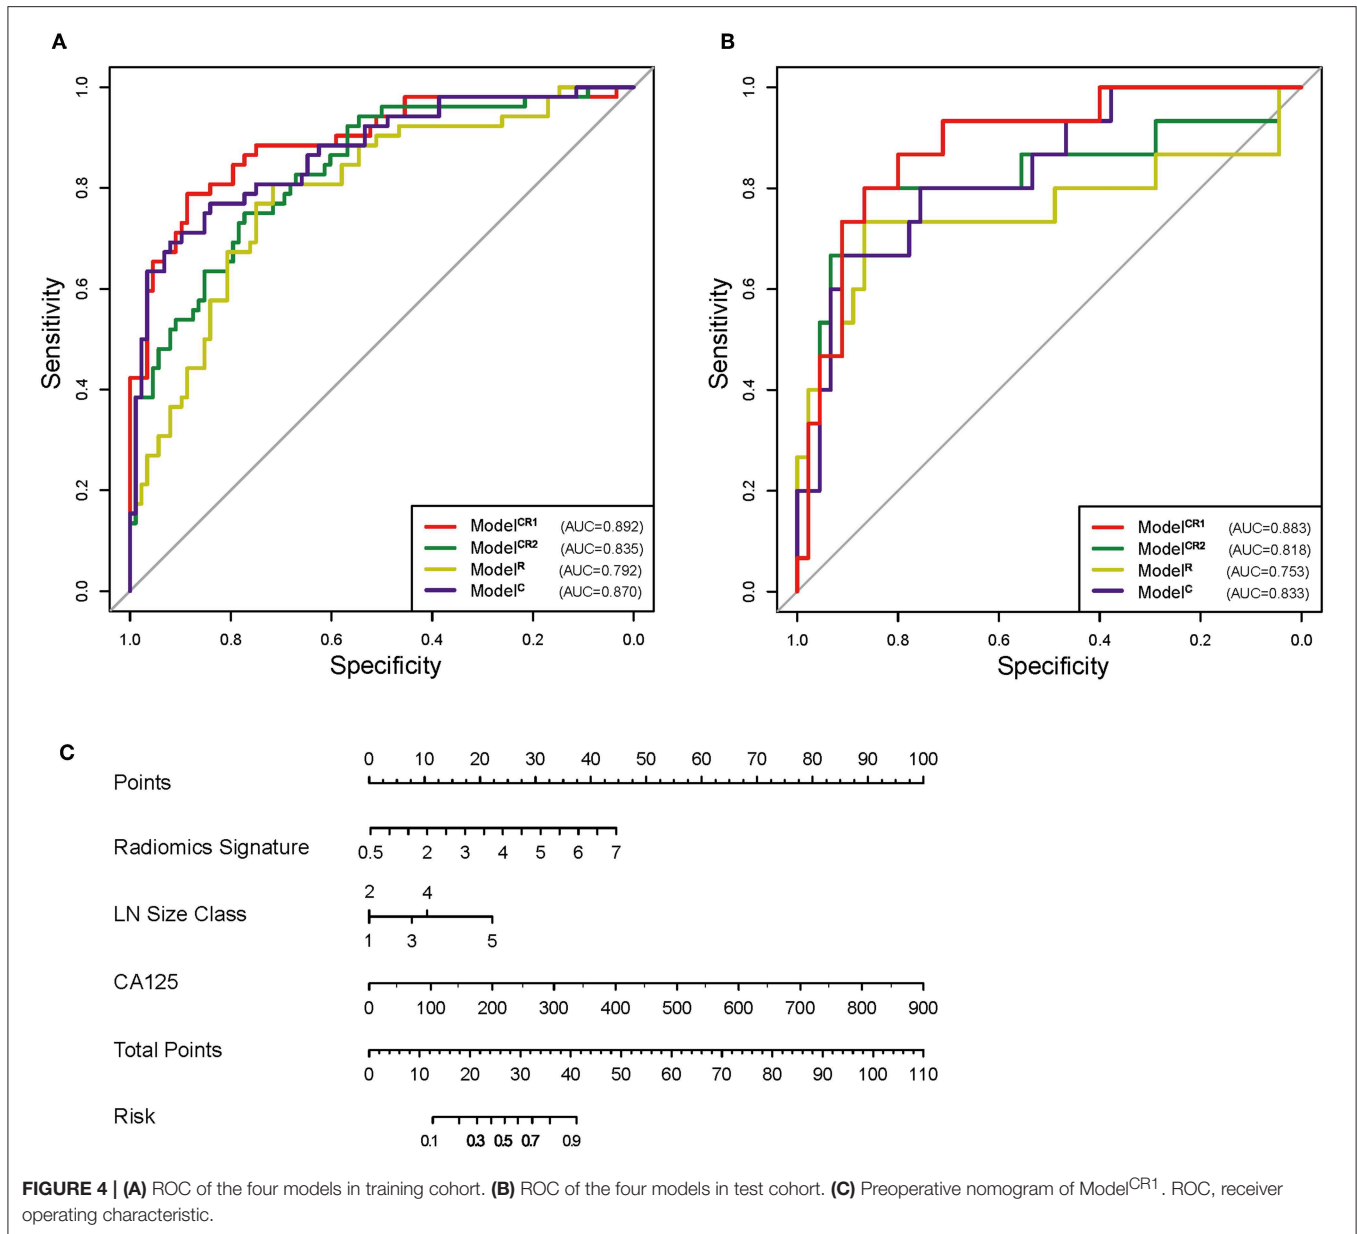 A
1.0
0.8
0.6
0.4
0.2
0.0
Sensitivity
ModelCR1 (AUC=0.892)
ModelCR2 (AUC=0.835)
ModelR (AUC=0.792)
ModelC (AUC=0.870)
1.0 0.8 0.6 0.4 0.2 0.0
Specificity
B
1.0
0.8
0.6
0.4
0.2
0.0
Sensitivity
ModelCR1 (AUC=0.883)
ModelCR2 (AUC=0.818)
ModelR (AUC=0.753)
ModelC (AUC=0.833)
1.0 0.8 0.6 0.4 0.2 0.0
Specificity
C
0 10 20 30 40 50 60 70 80 90 100
Points
Radiomics Signature
0.5 2 3 4 5 6 7
2 4
LN Size Class
1 3 5
CA125
0 100 200 300 400 500 600 700 800 900
Total Points
0 10 20 30 40 50 60 70 80 90 100 110
Risk
0.1 0.3 0.5 0.7 0.9
FIGURE 4 | (A) ROC of the four models in training cohort. (B) ROC of the four models in test cohort. (C) Preoperative nomogram of ModelCR1. ROC, receiver
operating characteristic.